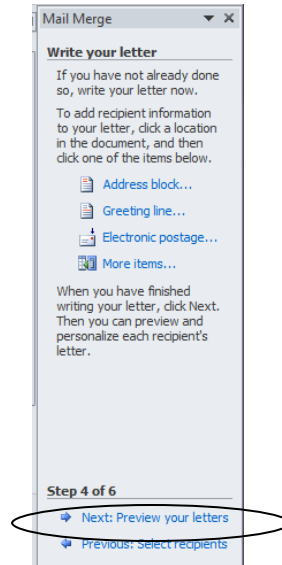 Mail Merge
Write your letter
If you have not already done
so, write your letter now.
To add recipient information
to your letter, click a location
in the document, and then
click one of the items below.
Address block...
Greeting line...
Electronic postage...
More items...
When you have finished
writing your letter, click Next.
Then you can preview and
personalize each recipient's
letter.
Step 4 of 6
Next: Preview your letters
Previous: Select recipients